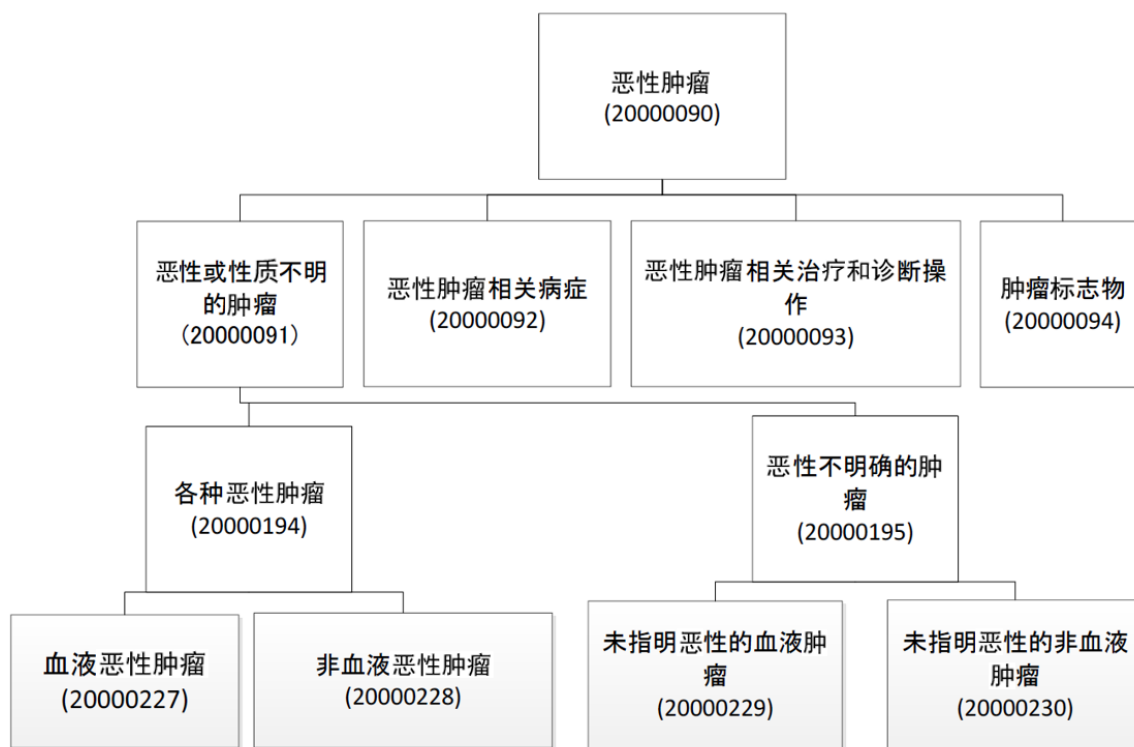 恶性肿瘤
(20000090)
恶性或性质不明
的肿瘤
(20000091)
恶性肿瘤相关病症
(20000092)
恶性肿瘤相关治疗和诊断操
作
(20000093)
肿瘤标志物
(20000094)
各种恶性肿瘤
(20000194)
恶性不明确的肿
瘤
(20000195)
血液恶性肿瘤
(20000227)
非血液恶性肿瘤
(20000228)
未指明恶性的血液肿
瘤
(20000229)
未指明恶性的非血液
肿瘤
(20000230)